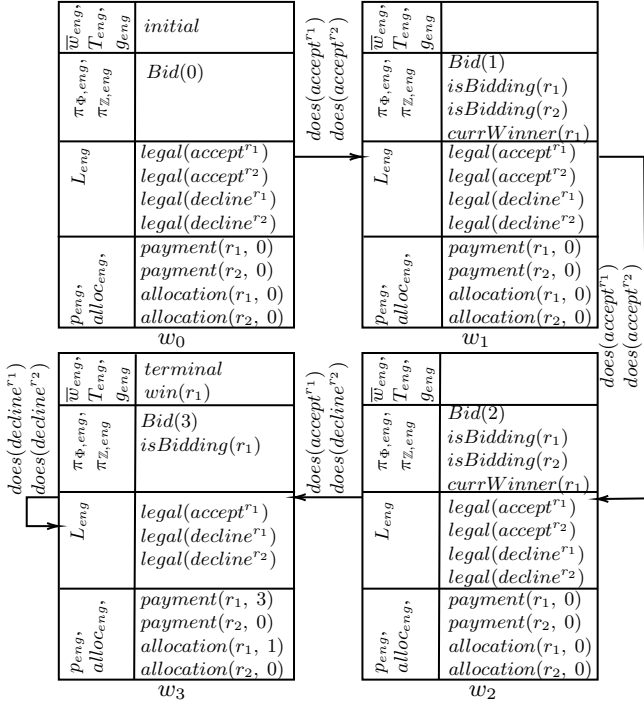 w̅_eng, T_eng, g_eng
initial
π_Φ,eng, π_ℤ,eng
Bid(0)
L_eng
legal(accept^r1)
legal(accept^r2)
legal(decline^r1)
legal(decline^r2)
p_eng, alloc_eng,
payment(r1, 0)
payment(r2, 0)
allocation(r1, 0)
allocation(r2, 0)
w0
does(accept^r1)
does(accept^r2)
w̅_eng, T_eng, g_eng
π_Φ,eng, π_ℤ,eng
Bid(1)
isBidding(r1)
isBidding(r2)
currWinner(r1)
L_eng
legal(accept^r1)
legal(accept^r2)
legal(decline^r1)
legal(decline^r2)
p_eng, alloc_eng,
payment(r1, 0)
payment(r2, 0)
allocation(r1, 0)
allocation(r2, 0)
w1
does(accept^r1)
does(accept^r2)
does(decline^r1)
does(decline^r2)
w̅_eng, T_eng, g_eng
terminal
win(r1)
π_Φ,eng, π_ℤ,eng
Bid(3)
isBidding(r1)
L_eng
legal(accept^r1)
legal(decline^r1)
legal(decline^r2)
p_eng, alloc_eng,
payment(r1, 3)
payment(r2, 0)
allocation(r1, 1)
allocation(r2, 0)
w3
does(accept^r1)
does(decline^r2)
w̅_eng, T_eng, g_eng
π_Φ,eng, π_ℤ,eng
Bid(2)
isBidding(r1)
isBidding(r2)
currWinner(r1)
L_eng
legal(accept^r1)
legal(accept^r2)
legal(decline^r1)
legal(decline^r2)
p_eng, alloc_eng,
payment(r1, 0)
payment(r2, 0)
allocation(r1, 0)
allocation(r2, 0)
w2